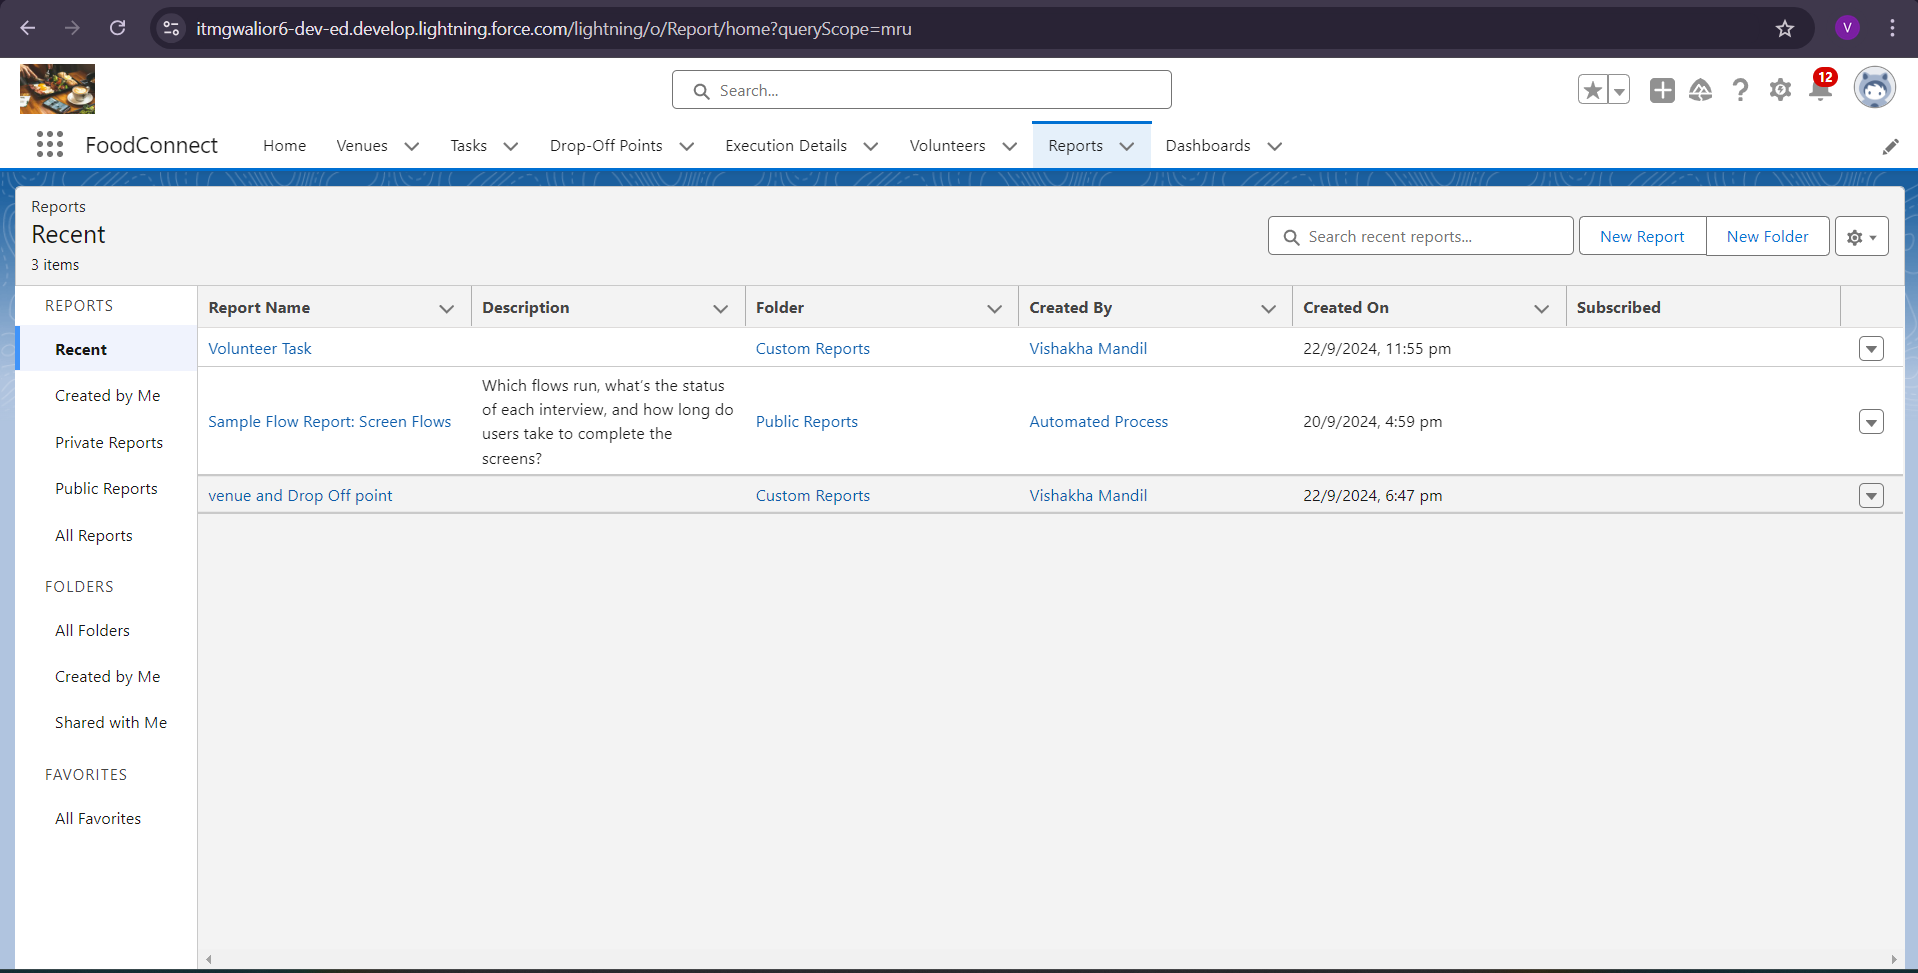 itmgwalior6-dev-ed.develop.lightning.force.com/lightning/o/Report/home?queryScope=mru
V
Search...
12
FoodConnect
Home
Venues
Tasks
Drop-Off Points
Execution Details
Volunteers
Reports
Dashboards
Reports
Recent
3 items
Search recent reports...
New Report
New Folder
REPORTS
Recent
Created by Me
Private Reports
Public Reports
All Reports
FOLDERS
All Folders
Created by Me
Shared with Me
FAVORITES
All Favorites
Report Name
Description
Folder
Created By
Created On
Subscribed
Volunteer Task
Custom Reports
Vishakha Mandil
22/9/2024, 11:55 pm
Sample Flow Report: Screen Flows
Which flows run, what's the status
of each interview, and how long do
users take to complete the
screens?
Public Reports
Automated Process
20/9/2024, 4:59 pm
venue and Drop Off point
Custom Reports
Vishakha Mandil
22/9/2024, 6:47 pm